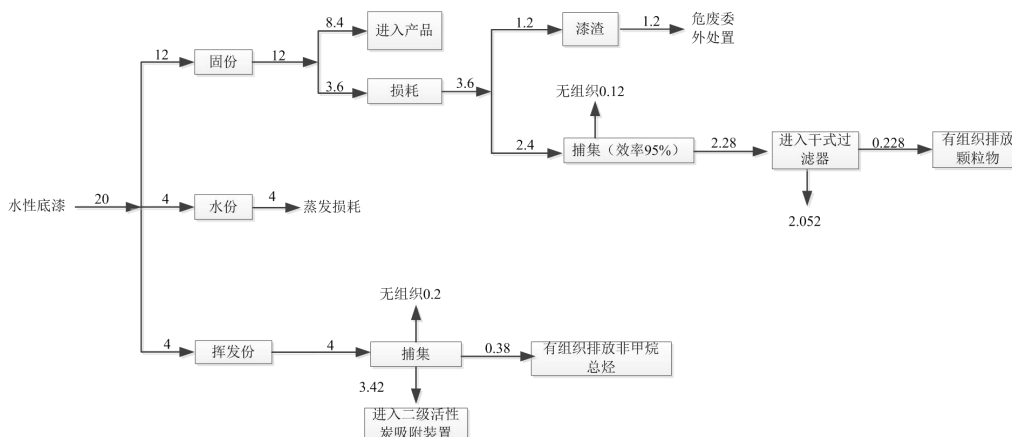 8.4
进入产品
1.2
漆渣
1.2
危废委
外处置
12
固份
12
3.6
损耗
3.6
无组织0.12
2.4
捕集（效率95%）
2.28
进入干式过
滤器
0.228
有组织排放
颗粒物
2.052
水性底漆
20
4
水份
4
蒸发损耗
无组织0.2
4
挥发份
4
捕集
0.38
有组织排放非甲烷
总烃
3.42
进入二级活性
炭吸附装置